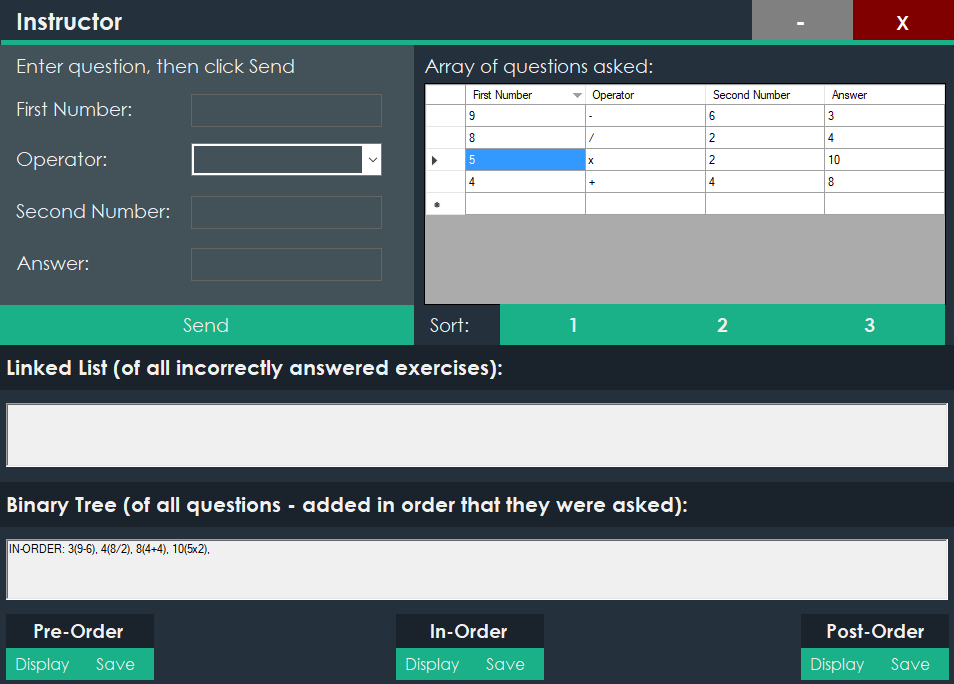 Instructor - X
Enter question, then click Send
First Number:
Operator:
Second Number:
Answer:
Send
Array of questions asked:
First Number Operator Second Number Answer
9 - 6 3
8 / 2 4
5 x 2 10
4 + 4 8
Sort: 1 2 3
Linked List (of all incorrectly answered exercises):
Binary Tree (of all questions - added in order that they were asked):
IN-ORDER: 3(9-6), 4(8/2), 8(4+4), 10(5x2),
Pre-Order In-Order Post-Order
Display Save Display Save Display Save